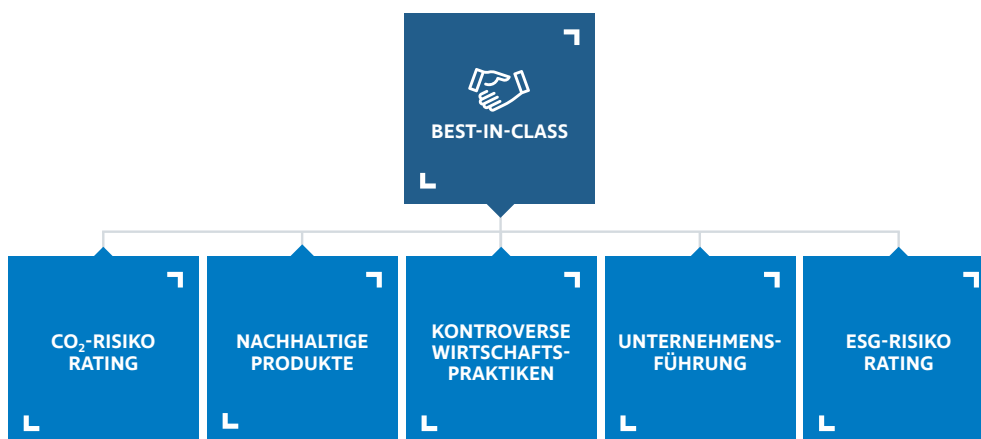 BEST-IN-CLASS
CO₂-RISIKO
RATING
NACHHALTIGE
PRODUKTE
KONTROVERSE
WIRTSCHAFTS-
PRAKTIKEN
UNTERNEHMENS-
FÜHRUNG
ESG-RISIKO
RATING